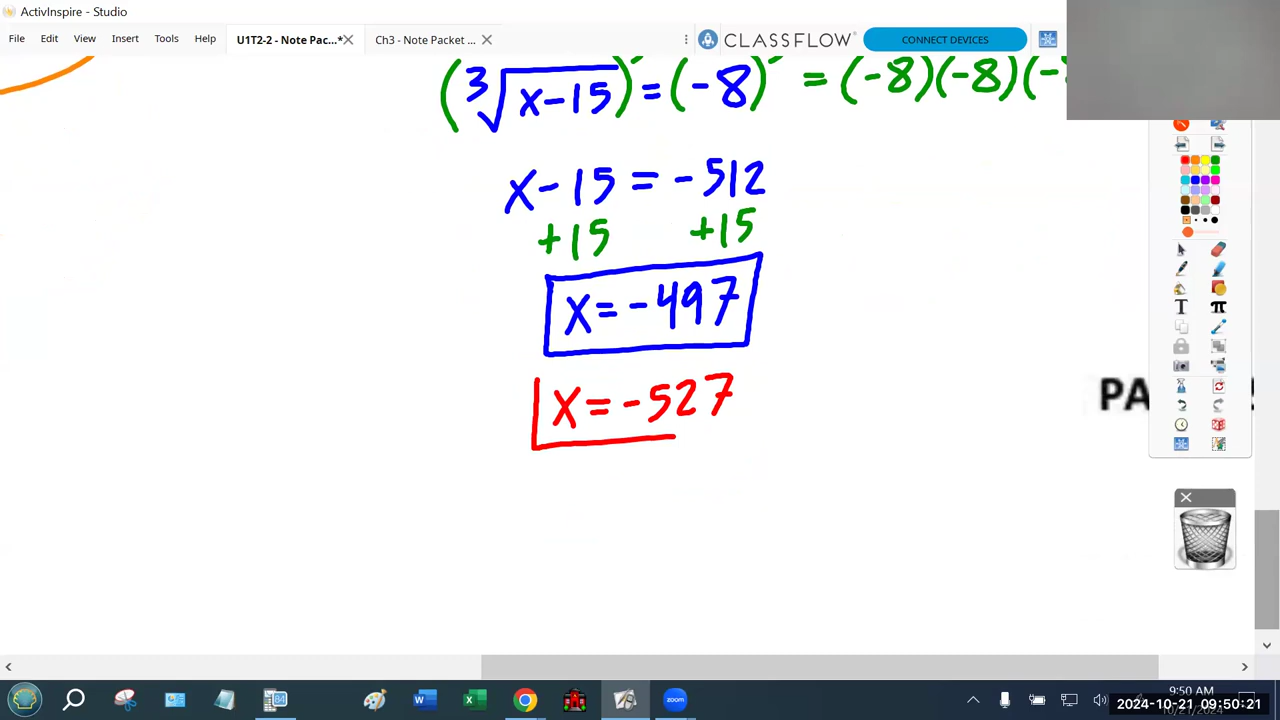 ActivInspire - Studio
File Edit View Insert Tools Help U1T2-2 - Note Pac...* Ch3 - Note Packet ... CLASSFLOW CONNECT DEVICES
(∛x-15) = (-8) = (-8)(-8)(-
x-15 = -512
+15 +15
x = -497
x = -527
PA
9:50 AM
2024-10-21 09:50:21